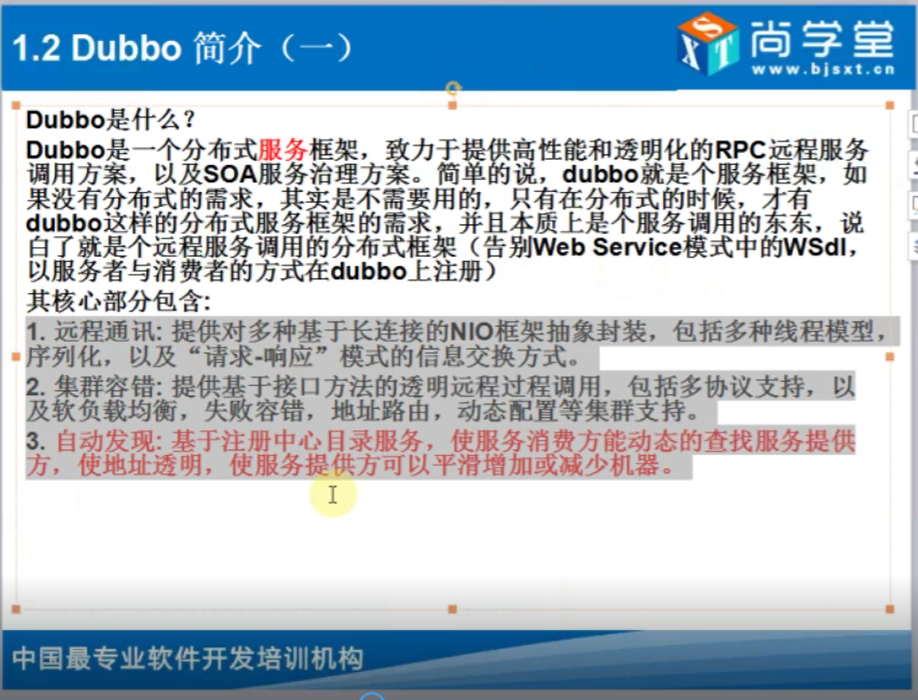 1.2 Dubbo 简介（一）
尚学堂
SXT
www.bjsxt.cn
Dubbo是什么？
Dubbo是一个分布式服务框架，致力于提供高性能和透明化的RPC远程服务
调用方案，以及SOA服务治理方案。简单的说，dubbo就是个服务框架，如
果没有分布式的需求，其实是不需要用的，只有在分布式的时候，才有
dubbo这样的分布式服务框架的需求，并且本质上是个服务调用的东东，说
白了就是个远程服务调用的分布式框架（告别Web Service模式中的WSdl，
以服务者与消费者的方式在dubbo上注册）
其核心部分包含:
1. 远程通讯: 提供对多种基于长连接的NIO框架抽象封装，包括多种线程模型，
序列化，以及“请求-响应”模式的信息交换方式。
2. 集群容错: 提供基于接口方法的透明远程过程调用，包括多协议支持，以
及软负载均衡，失败容错，地址路由，动态配置等集群支持。
3. 自动发现: 基于注册中心目录服务，使服务消费方能动态的查找服务提供
方，使地址透明，使服务提供方可以平滑增加或减少机器。
中国最专业软件开发培训机构